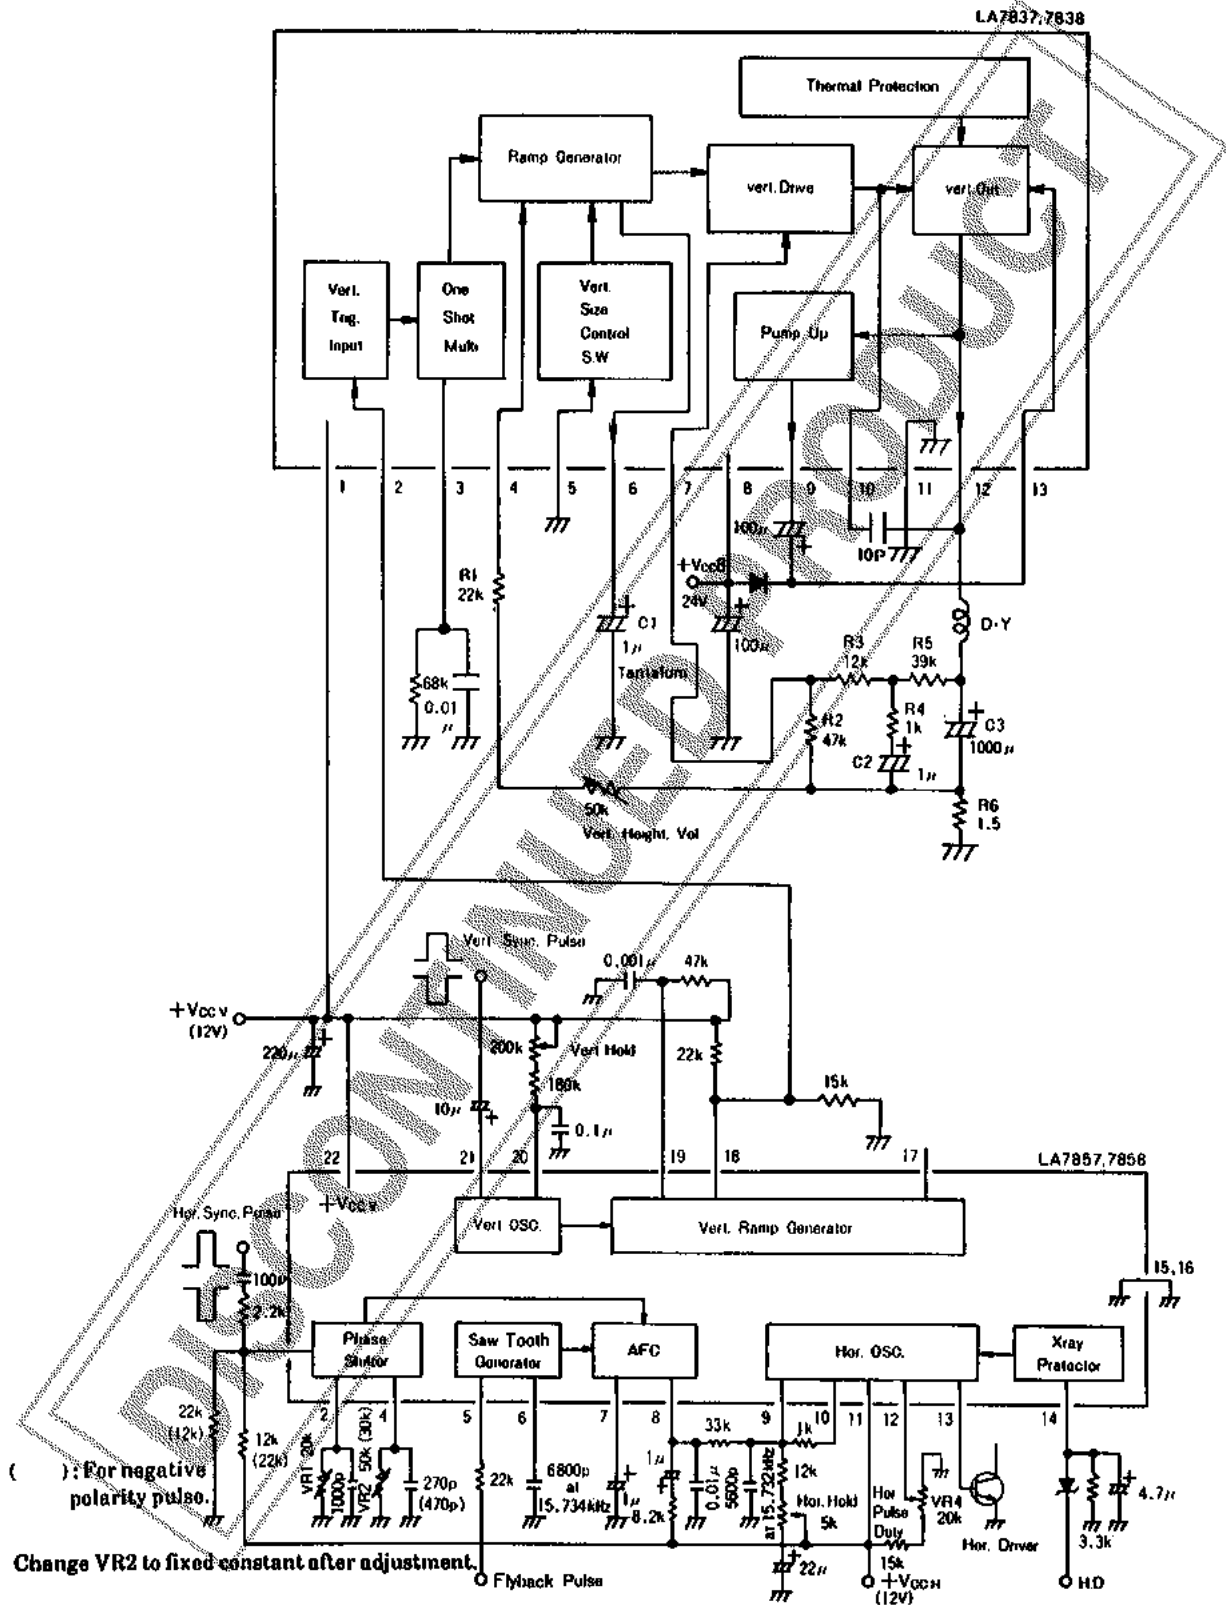 LA7837,7838
Thermal Protection
Ramp Generator
vert. Drive
vert. Out
Vert.
Trig.
Input
One
Shot
Multi
Vert.
Size
Control
S.W
Pump Up
1 2 3 4 5 6 7 8 9 10 11 12 13
100μ
10P
+VccB
24V
R1
22k
C1
1μ
Tantalum
100μ
D·Y
R3
12k
R5
39k
68k
0.01
μ
R2
47k
R4
1k
C2
1μ
C3
1000μ
50k
Vert. Height. Vol
R6
1.5
Vert. Sync. Pulse
0.001μ
47k
+Vcc v
(12V)
220μ
200k
Vert Hold
22k
180k
15k
10μ
0.1μ
22 21 20 19 18 17
LA7857,7858
+Vcc v
Hor. Sync. Pulse
Vert OSC.
Vert. Ramp Generator
15,16
100P
2.2k
Phase
Shifter
Saw Tooth
Generator
AFC
Hor. OSC.
Xray
Protector
2 4 5 6 7 8 9 10 11 12 13 14
22k
(12k)
12k
(22k)
VR1 20k
1000p
VR2 50k (30k)
270p
(470p)
22k
6800p
at
15.734kHz
1μ
1μ
8.2k
33k
0.01μ
5600p
at 15.732kHz
1k
12k
Hor. Hold
5k
22μ
Hor
Pulse
Duty
VR4
20k
15k
Hor. Driver
3.3k
4.7μ
( ): For negative
polarity pulso.
Change VR2 to fixed constant after adjustment.
Flyback Pulse
+Vcc H
(12V)
H.D
DISCONTINUED PRODUCT